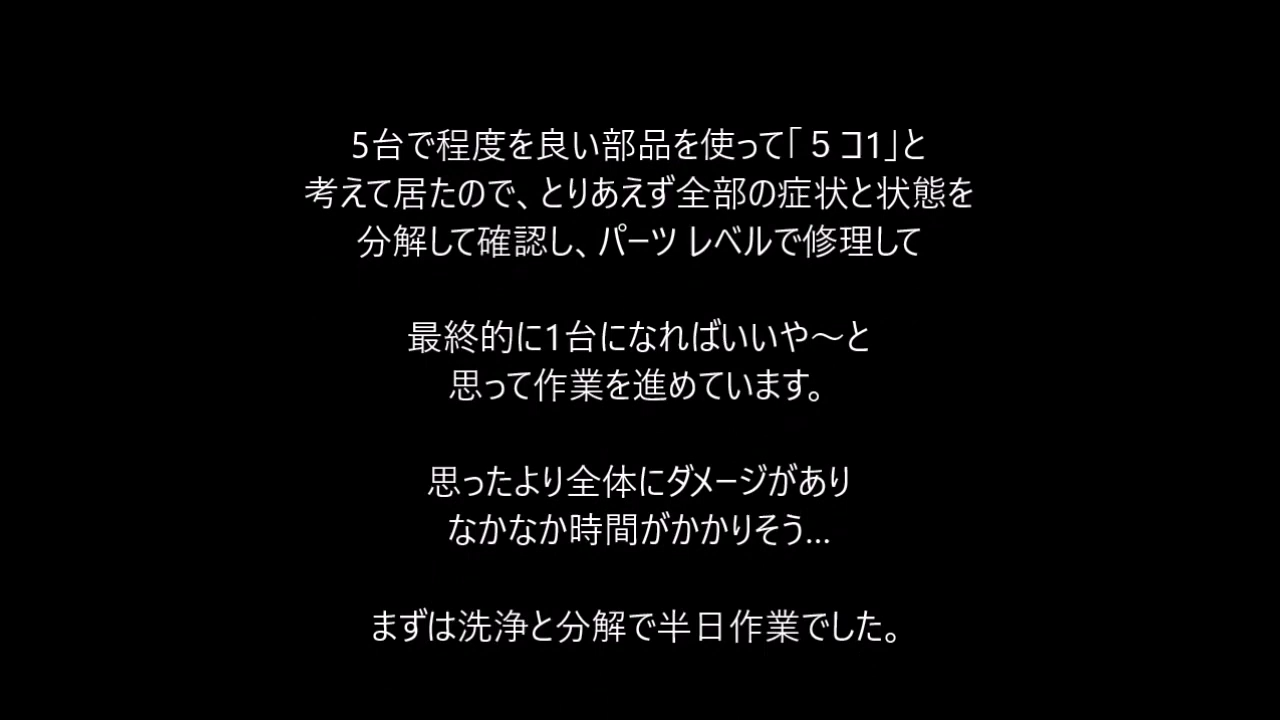 5台で程度を良い部品を使って「５コ1」と
考えて居たので、とりあえず全部の症状と状態を
分解して確認し、パーツレベルで修理して
最終的に1台になればいいや～と
思って作業を進めています。
思ったより全体にダメージがあり
なかなか時間がかかりそう...
まずは洗浄と分解で半日作業でした。